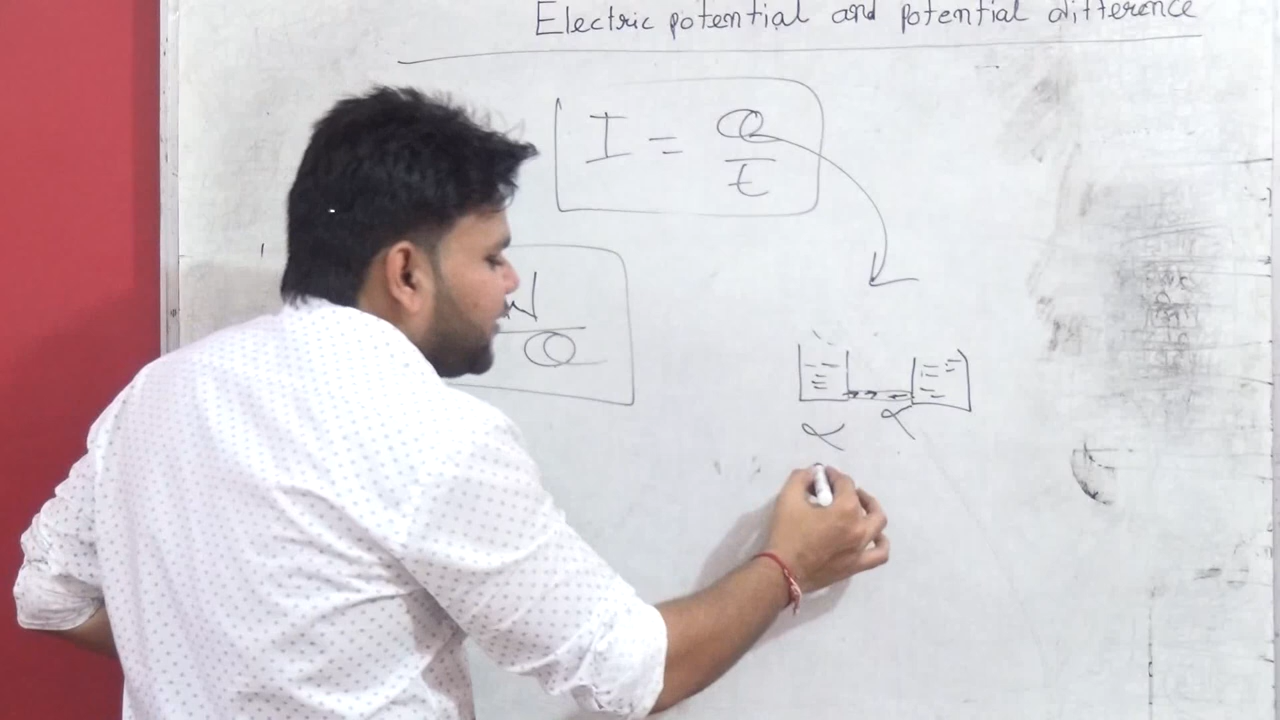 Electric potential and potential difference
I = Q
t
W
Q